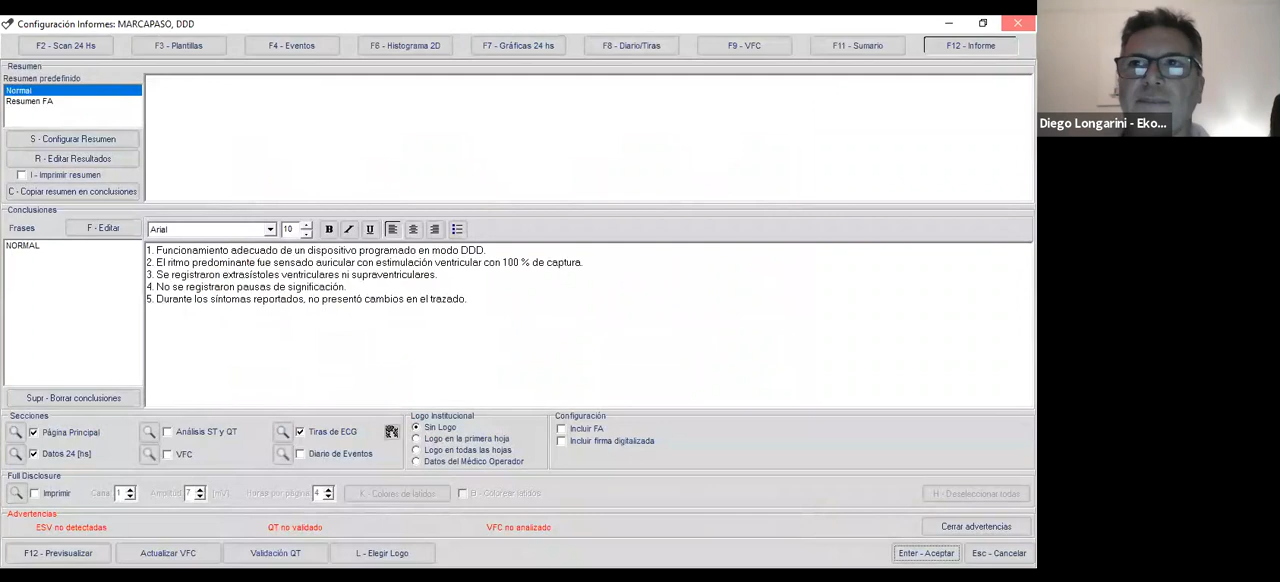 Configuración Informes: MARCAPASO, DDD
F2 - Scan 24 Hs
F3 - Plantillas
F4 - Eventos
F6 - Histograma 2D
F7 - Gráficas 24 hs
F8 - Diario/Tiras
F9 - VFC
F11 - Sumario
F12 - Informe
Resumen
Resumen predefinido
Normal
Resumen FA
S - Configurar Resumen
R - Editar Resultados
I - Imprimir resumen
C - Copiar resumen en conclusiones
Conclusiones
Frases
F - Editar
Arial
10
B I U
NORMAL
1. Funcionamiento adecuado de un dispositivo programado en modo DDD.
2. El ritmo predominante fue sensado auricular con estimulación ventricular con 100 % de captura.
3. Se registraron extrasístoles ventriculares ni supraventriculares.
4. No se registraron pausas de significación.
5. Durante los síntomas reportados, no presentó cambios en el trazado.
Supr - Borrar conclusiones
Secciones
Página Principal
Análisis ST y QT
Tiras de ECG
Datos 24 [hs]
VFC
Diario de Eventos
Logo Institucional
Sin Logo
Logo en la primera hoja
Logo en todas las hojas
Datos del Médico Operador
Configuración
Incluir FA
Incluir firma digitalizada
Full Disclosure
Imprimir
Canal
1
Amplitud
7
[mV]
Horas por página
4
K - Colores de latidos
B - Colorear latidos
H - Deseleccionar todas
Advertencias
ESV no detectadas
QT no validado
VFC no analizado
Cerrar advertencias
F12 - Previsualizar
Actualizar VFC
Validación QT
L - Elegir Logo
Enter - Aceptar
Esc - Cancelar
Diego Longarini - Eko...